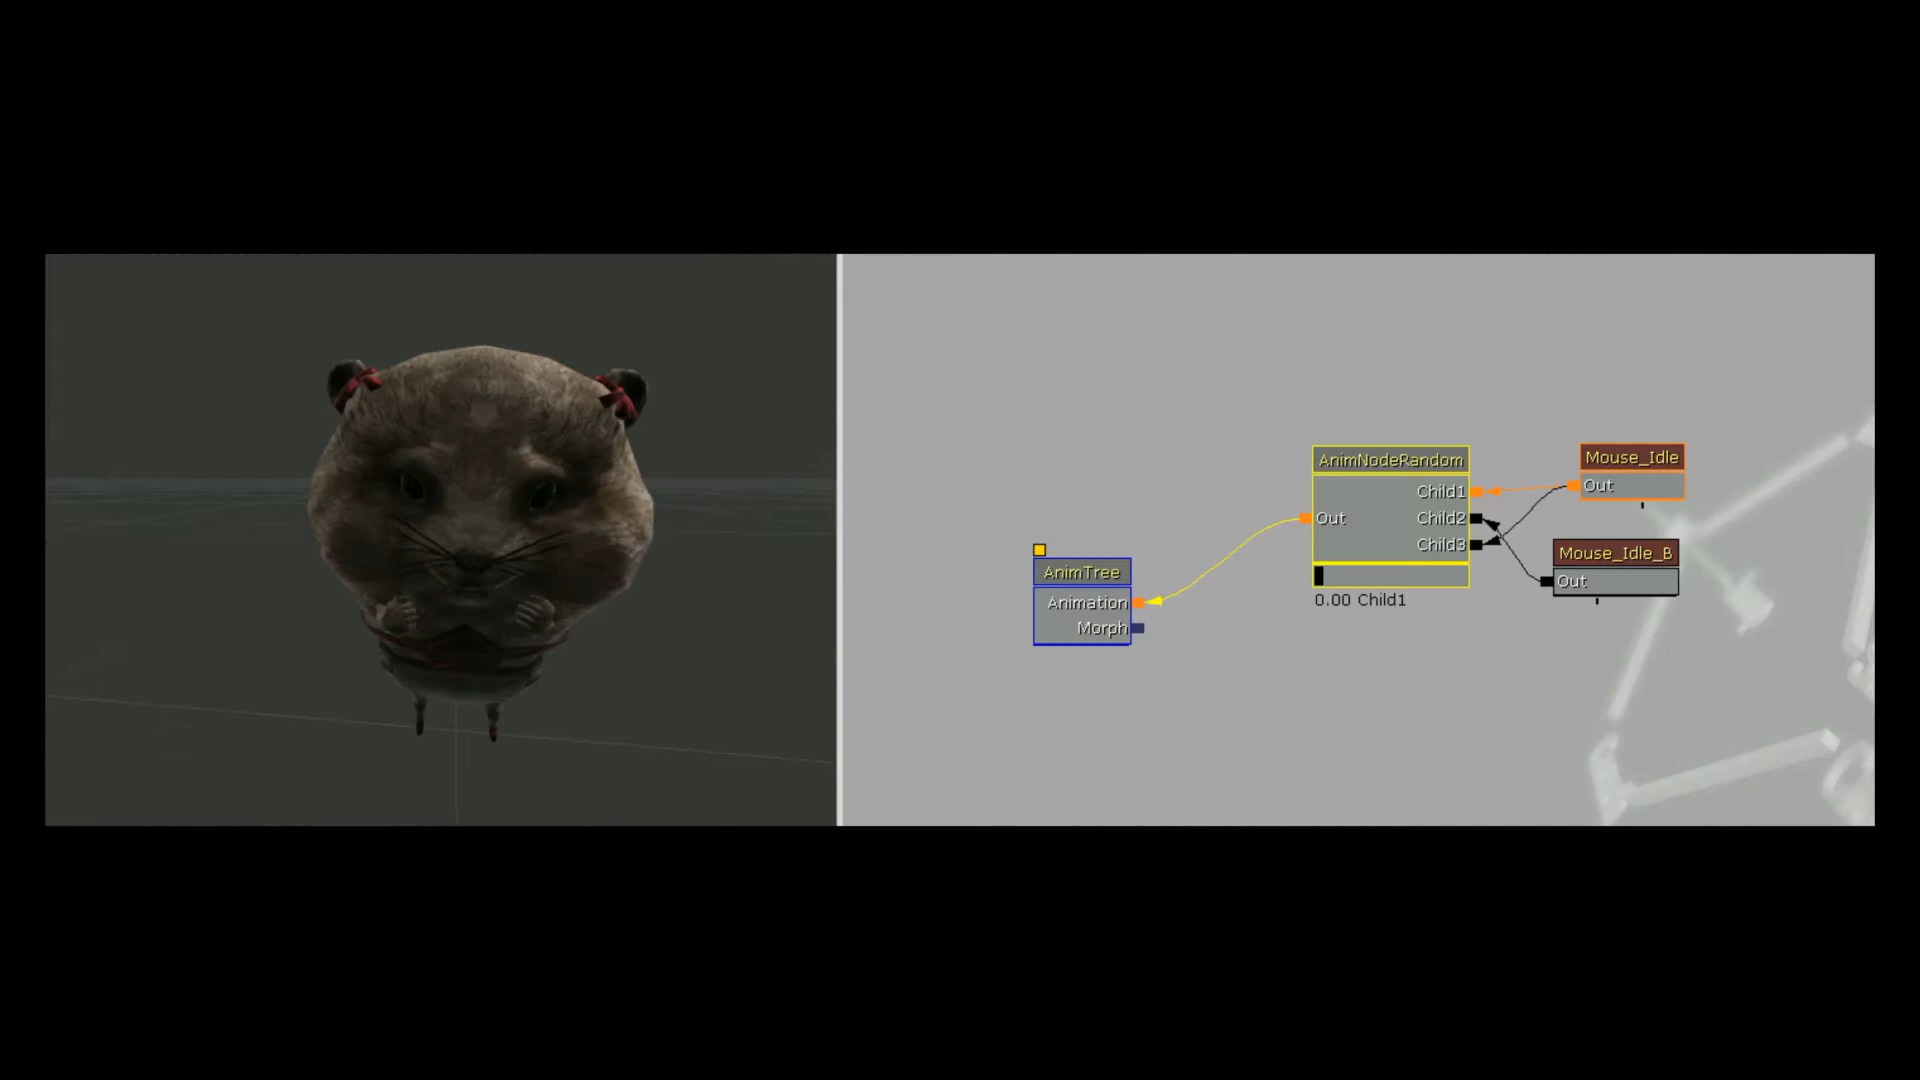 AnimTree
Animation
Morph
AnimNodeRandom
Child1
Out
Child2
Child3
0.00 Child1
Mouse_Idle
Out
Mouse_Idle_B
Out